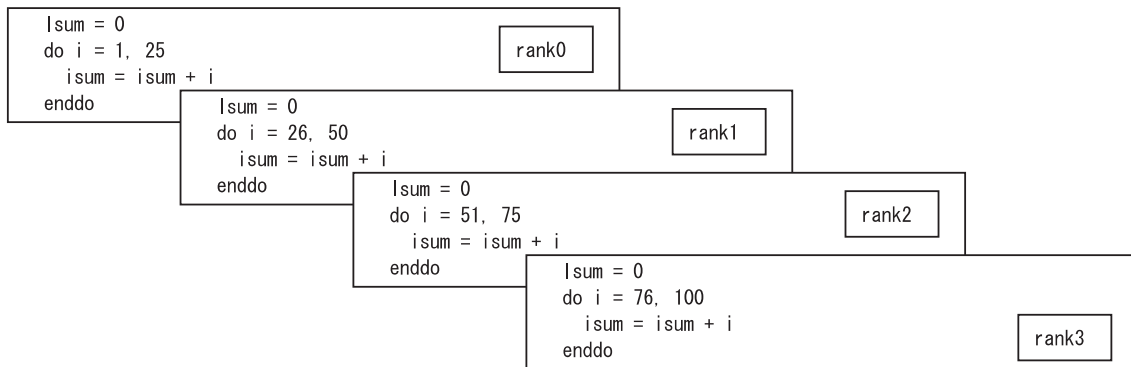 Isum = 0
do i = 1, 25
isum = isum + i
enddo
rank0
Isum = 0
do i = 26, 50
isum = isum + i
enddo
rank1
Isum = 0
do i = 51, 75
isum = isum + i
enddo
rank2
Isum = 0
do i = 76, 100
isum = isum + i
enddo
rank3